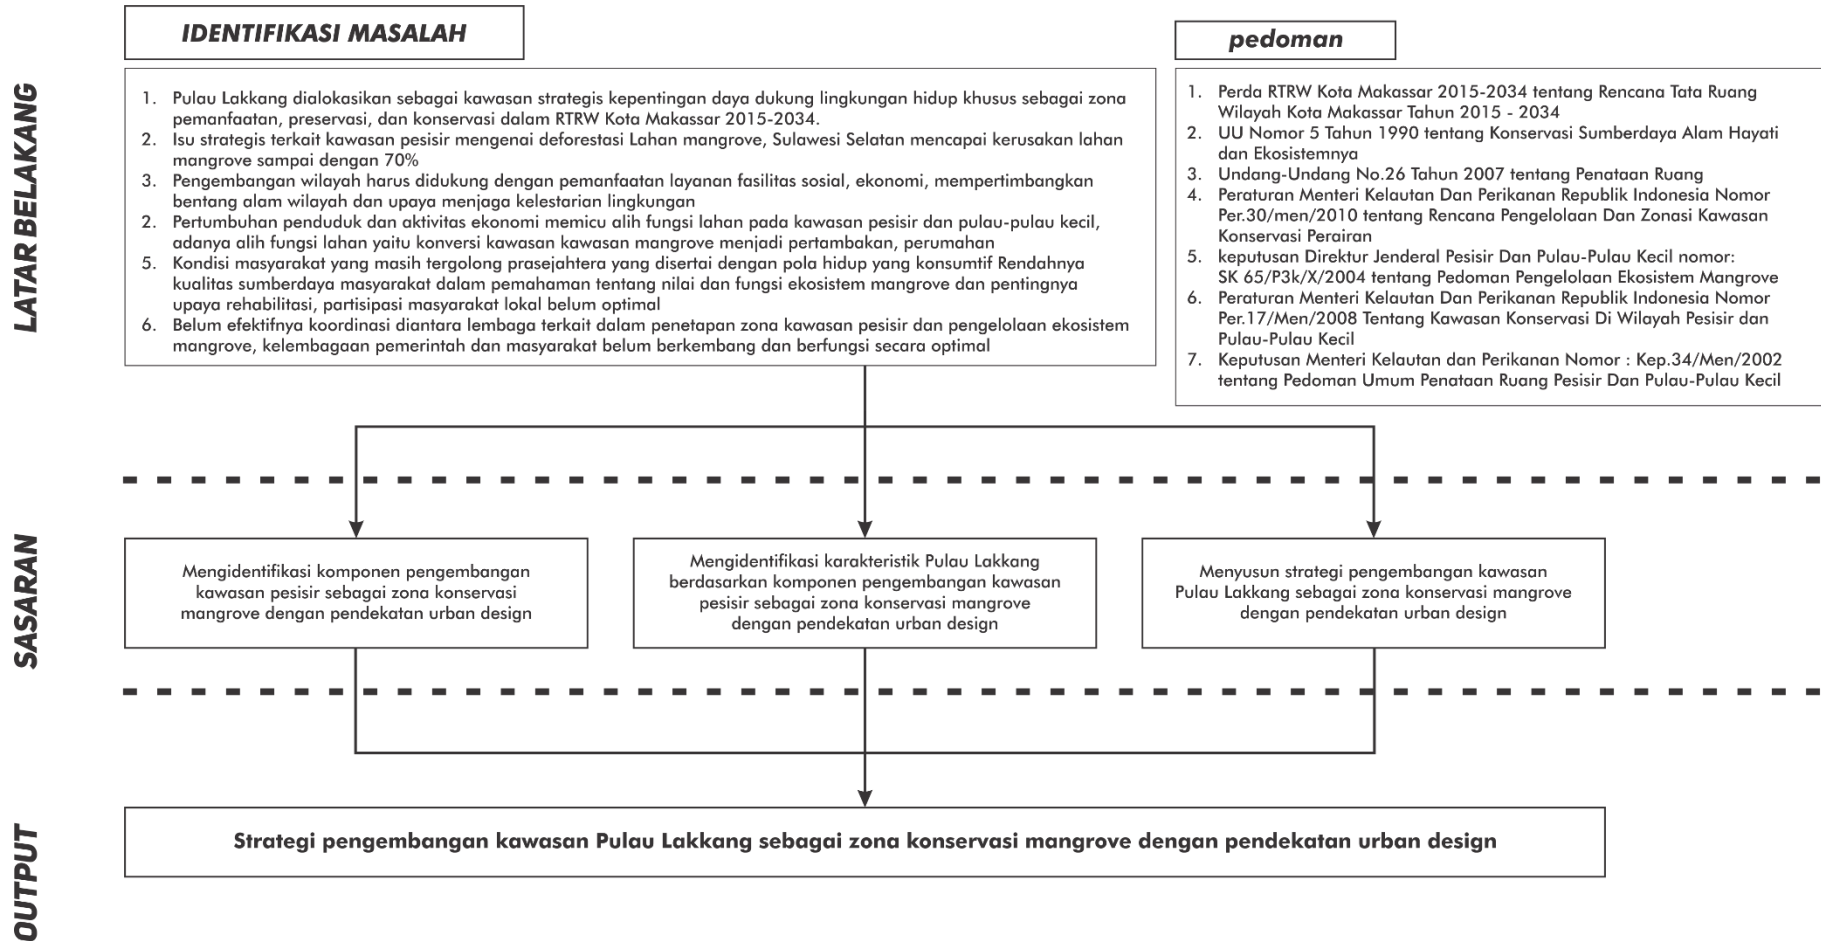 LATAR BELAKANG
IDENTIFIKASI MASALAH
1. Pulau Lakkang dialokasikan sebagai kawasan strategis kepentingan daya dukung lingkungan hidup khusus sebagai zona
pemanfaatan, preservasi, dan konservasi dalam RTRW Kota Makassar 2015-2034.
2. Isu strategis terkait kawasan pesisir mengenai deforestasi Lahan mangrove, Sulawesi Selatan mencapai kerusakan lahan
mangrove sampai dengan 70%
3. Pengembangan wilayah harus didukung dengan pemanfaatan layanan fasilitas sosial, ekonomi, mempertimbangkan
bentang alam wilayah dan upaya menjaga kelestarian lingkungan
2. Pertumbuhan penduduk dan aktivitas ekonomi memicu alih fungsi lahan pada kawasan pesisir dan pulau-pulau kecil,
adanya alih fungsi lahan yaitu konversi kawasan kawasan mangrove menjadi pertambakan, perumahan
5. Kondisi masyarakat yang masih tergolong prasejahtera yang disertai dengan pola hidup yang konsumtif Rendahnya
kualitas sumberdaya masyarakat dalam pemahaman tentang nilai dan fungsi ekosistem mangrove dan pentingnya
upaya rehabilitasi, partisipasi masyarakat lokal belum optimal
6. Belum efektifnya koordinasi diantara lembaga terkait dalam penetapan zona kawasan pesisir dan pengelolaan ekosistem
mangrove, kelembagaan pemerintah dan masyarakat belum berkembang dan berfungsi secara optimal
pedoman
1. Perda RTRW Kota Makassar 2015-2034 tentang Rencana Tata Ruang
Wilayah Kota Makassar Tahun 2015 - 2034
2. UU Nomor 5 Tahun 1990 tentang Konservasi Sumberdaya Alam Hayati
dan Ekosistemnya
3. Undang-Undang No.26 Tahun 2007 tentang Penataan Ruang
4. Peraturan Menteri Kelautan Dan Perikanan Republik Indonesia Nomor
Per.30/men/2010 tentang Rencana Pengelolaan Dan Zonasi Kawasan
Konservasi Perairan
5. keputusan Direktur Jenderal Pesisir Dan Pulau-Pulau Kecil nomor:
SK 65/P3k/X/2004 tentang Pedoman Pengelolaan Ekosistem Mangrove
6. Peraturan Menteri Kelautan Dan Perikanan Republik Indonesia Nomor
Per.17/Men/2008 Tentang Kawasan Konservasi Di Wilayah Pesisir dan
Pulau-Pulau Kecil
7. Keputusan Menteri Kelautan dan Perikanan Nomor : Kep.34/Men/2002
tentang Pedoman Umum Penataan Ruang Pesisir Dan Pulau-Pulau Kecil
SASARAN
Mengidentifikasi komponen pengembangan
kawasan pesisir sebagai zona konservasi
mangrove dengan pendekatan urban design
Mengidentifikasi karakteristik Pulau Lakkang
berdasarkan komponen pengembangan kawasan
pesisir sebagai zona konservasi mangrove
dengan pendekatan urban design
Menyusun strategi pengembangan kawasan
Pulau Lakkang sebagai zona konservasi mangrove
dengan pendekatan urban design
OUTPUT
Strategi pengembangan kawasan Pulau Lakkang sebagai zona konservasi mangrove dengan pendekatan urban design